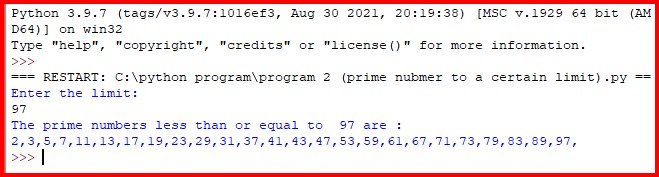 Python 3.9.7 (tags/v3.9.7:1016ef3, Aug 30 2021, 20:19:38) [MSC v.1929 64 bit (AM
D64)] on win32
Type "help", "copyright", "credits" or "license()" for more information.
>>>
=== RESTART: C:\python program\program 2 (prime nubmer to a certain limit).py ==
Enter the limit:
97
The prime numbers less than or equal to  97 are :
2,3,5,7,11,13,17,19,23,29,31,37,41,43,47,53,59,61,67,71,73,79,83,89,97,
>>>